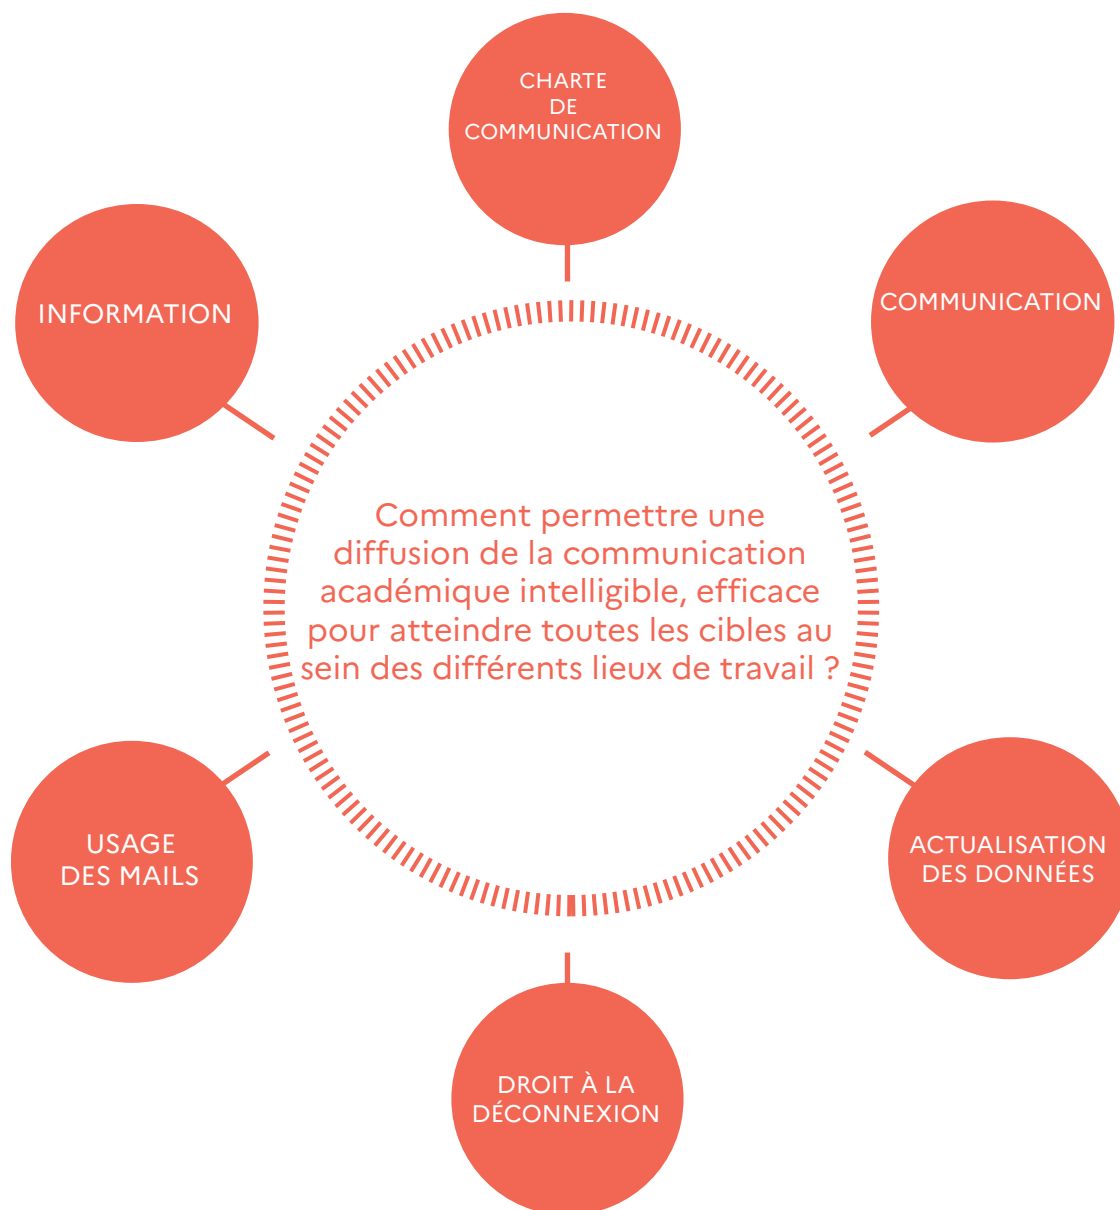 CHARTE
DE
COMMUNICATION
INFORMATION
COMMUNICATION
Comment permettre une
diffusion de la communication
académique intelligible, efficace
pour atteindre toutes les cibles au
sein des différents lieux de travail ?
USAGE
DES MAILS
ACTUALISATION
DES DONNÉES
DROIT À LA
DÉCONNEXION